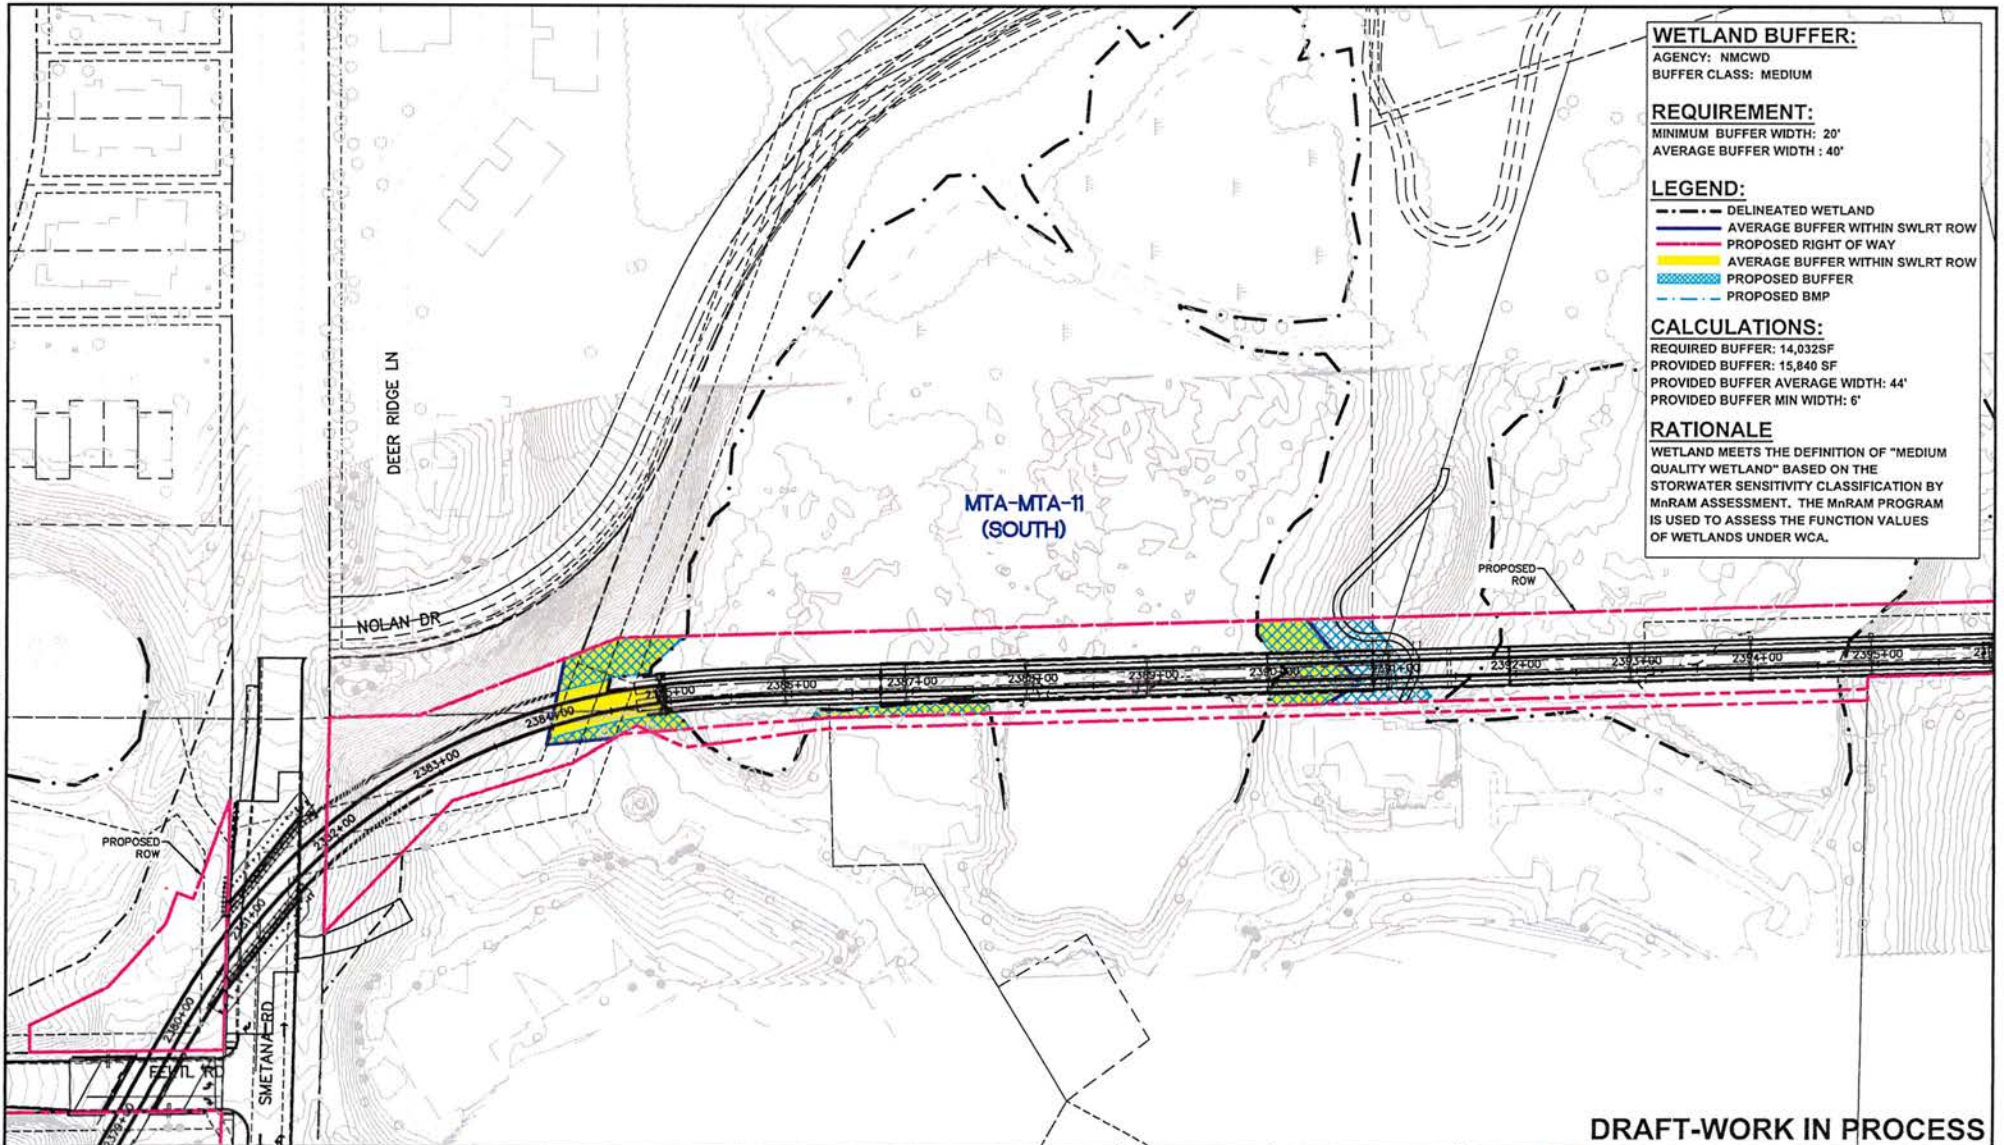 WETLAND BUFFER:
AGENCY: NMCWD
BUFFER CLASS: MEDIUM
REQUIREMENT:
MINIMUM BUFFER WIDTH: 20'
AVERAGE BUFFER WIDTH : 40'
LEGEND:
DELINEATED WETLAND
AVERAGE BUFFER WITHIN SWLRT ROW
PROPOSED RIGHT OF WAY
AVERAGE BUFFER WITHIN SWLRT ROW
PROPOSED BUFFER
PROPOSED BMP
CALCULATIONS:
REQUIRED BUFFER: 14,032SF
PROVIDED BUFFER: 15,840 SF
PROVIDED BUFFER AVERAGE WIDTH: 44'
PROVIDED BUFFER MIN WIDTH: 6'
RATIONALE
WETLAND MEETS THE DEFINITION OF "MEDIUM
QUALITY WETLAND" BASED ON THE
STORWATER SENSITIVITY CLASSIFICATION BY
MnRAM ASSESSMENT. THE MnRAM PROGRAM
IS USED TO ASSESS THE FUNCTION VALUES
OF WETLANDS UNDER WCA.
DEER RIDGE LN
MTA-MTA-11
(SOUTH)
NOLAN DR
PROPOSED
ROW
2387+00
2389+00
2392+00
2393+00
2394+00
2395+00
2383+00
2382+00
2381+00
2380+00
PROPOSED
ROW
SMETANA RD
FELTL RD
DRAFT-WORK IN PROCESS